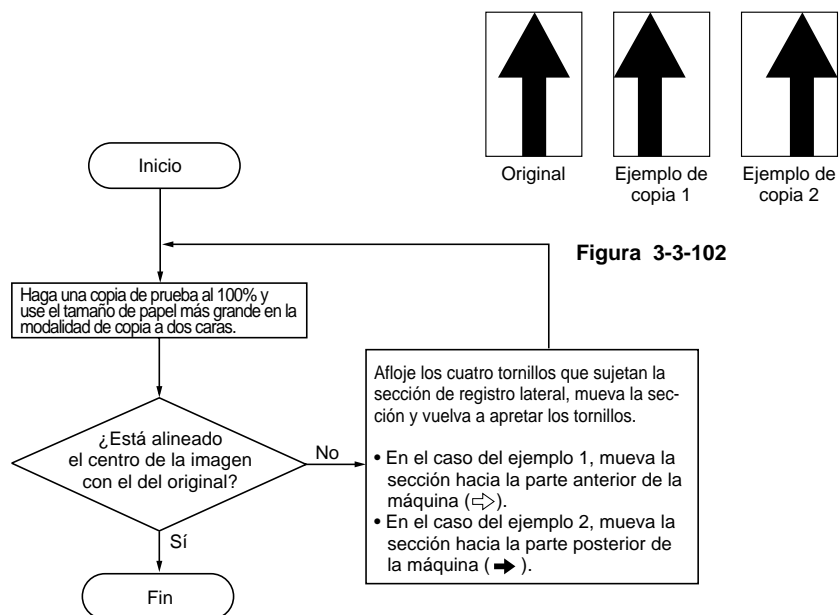 Original
Ejemplo de
copia 1
Ejemplo de
copia 2
Figura 3-3-102
Inicio
Haga una copia de prueba al 100% y
use el tamaño de papel más grande en la
modalidad de copia a dos caras.
¿Está alineado
el centro de la imagen
con el del original?
No
Sí
Fin
Afloje los cuatro tornillos que sujetan la
sección de registro lateral, mueva la sec-
ción y vuelva a apretar los tornillos.
• En el caso del ejemplo 1, mueva la
sección hacia la parte anterior de la
máquina (⇨).
• En el caso del ejemplo 2, mueva la
sección hacia la parte posterior de
la máquina ( ➡ ).